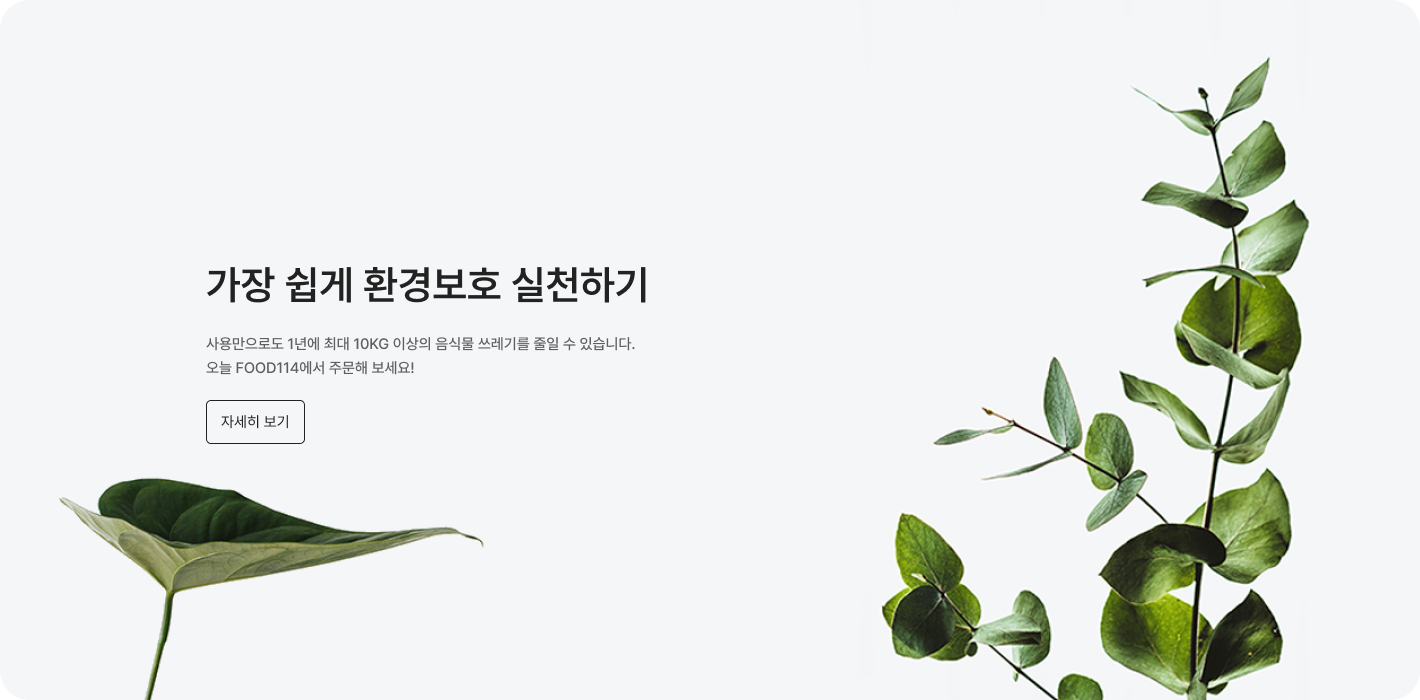 가장 쉽게 환경보호 실천하기
사용만으로도 1년에 최대 10KG 이상의 음식물 쓰레기를 줄일 수 있습니다.
오늘 FOOD114에서 주문해 보세요!
자세히 보기